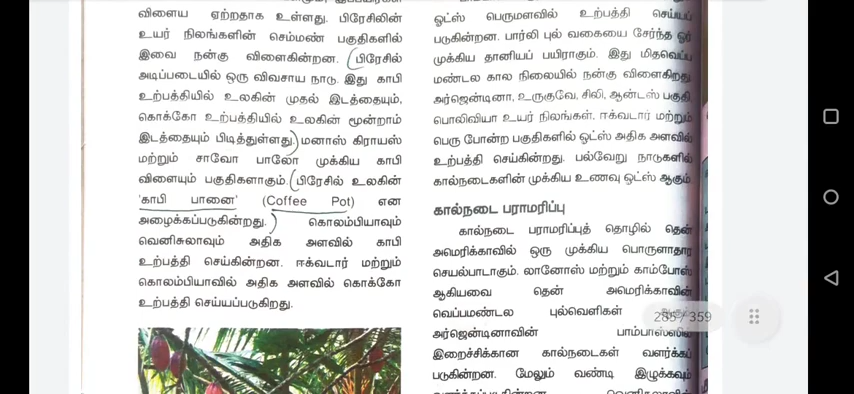 விளைய ஏற்றதாக உள்ளது. பிரேசிலின்
உயர் நிலங்களின் செம்மண் பகுதிகளில்
இவை நன்கு விளைகின்றன. (பிரேசில்
அடிப்படையில் ஒரு விவசாய நாடு. இது காபி
உற்பத்தியில் உலகின் முதல் இடத்தையும்,
கொக்கோ உற்பத்தியில் உலகின் மூன்றாம்
இடத்தையும் பிடித்துள்ளது.) மனாஸ் கிராயஸ்
மற்றும் சாவோ பாலோ முக்கிய காபி
விளையும் பகுதிகளாகும். (பிரேசில் உலகின்
'காபி பானை' (Coffee Pot) என
அழைக்கப்படுகின்றது.) கொலம்பியாவும்
வெனிசுலாவும் அதிக அளவில் காபி
உற்பத்தி செய்கின்றன. ஈக்வடார் மற்றும்
கொலம்பியாவில் அதிக அளவில் கொக்கோ
உற்பத்தி செய்யப்படுகிறது.
ஓட்ஸ் பெருமளவில் உற்பத்தி செய்யப்
படுகின்றன. பார்லி புல் வகையை சேர்ந்த ஓர்
முக்கிய தானியப் பயிராகும். இது மிதவெப்ப
மண்டல கால நிலையில் நன்கு விளைகிறது.
அர்ஜென்டினா, உருகுவே, சிலி, ஆண்டஸ் பகுதி
பொலிவியா உயர் நிலங்கள், ஈக்வடார் மற்றும்
பெரு போன்ற பகுதிகளில் ஓட்ஸ் அதிக அளவில்
உற்பத்தி செய்கின்றது. பல்வேறு நாடுகளில்
கால்நடைகளின் முக்கிய உணவு ஓட்ஸ் ஆகும்.
கால்நடை பராமரிப்பு
கால்நடை பராமரிப்புத் தொழில் தென்
அமெரிக்காவில் ஒரு முக்கிய பொருளாதார
செயல்பாடாகும். லானோஸ் மற்றும் காம்போஸ்
ஆகியவை தென் அமெரிக்காவின்
வெப்பமண்டல புல்வெளிகள்
அர்ஜென்டினாவின் பாம்பாஸ்ஸில்
இறைச்சிக்கான கால்நடைகள் வளர்க்கப்
படுகின்றன. மேலும் வண்டி இழுக்கவும்
285 / 359